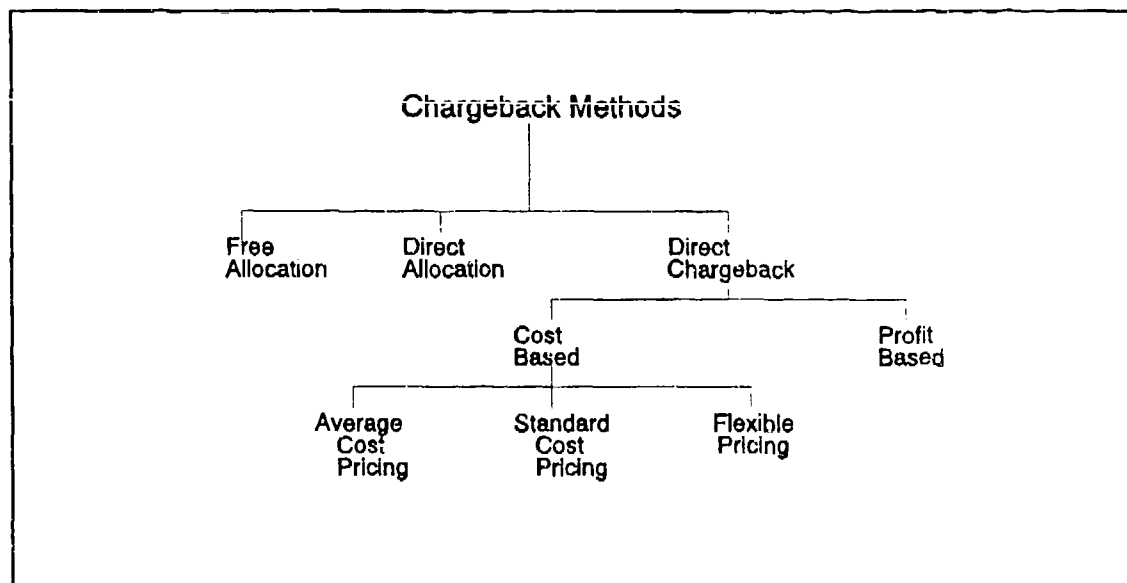 Chargeback Methods
Free
Allocation
Direct
Allocation
Direct
Chargeback
Cost
Based
Profit
Based
Average
Cost
Pricing
Standard
Cost
Pricing
Flexible
Pricing